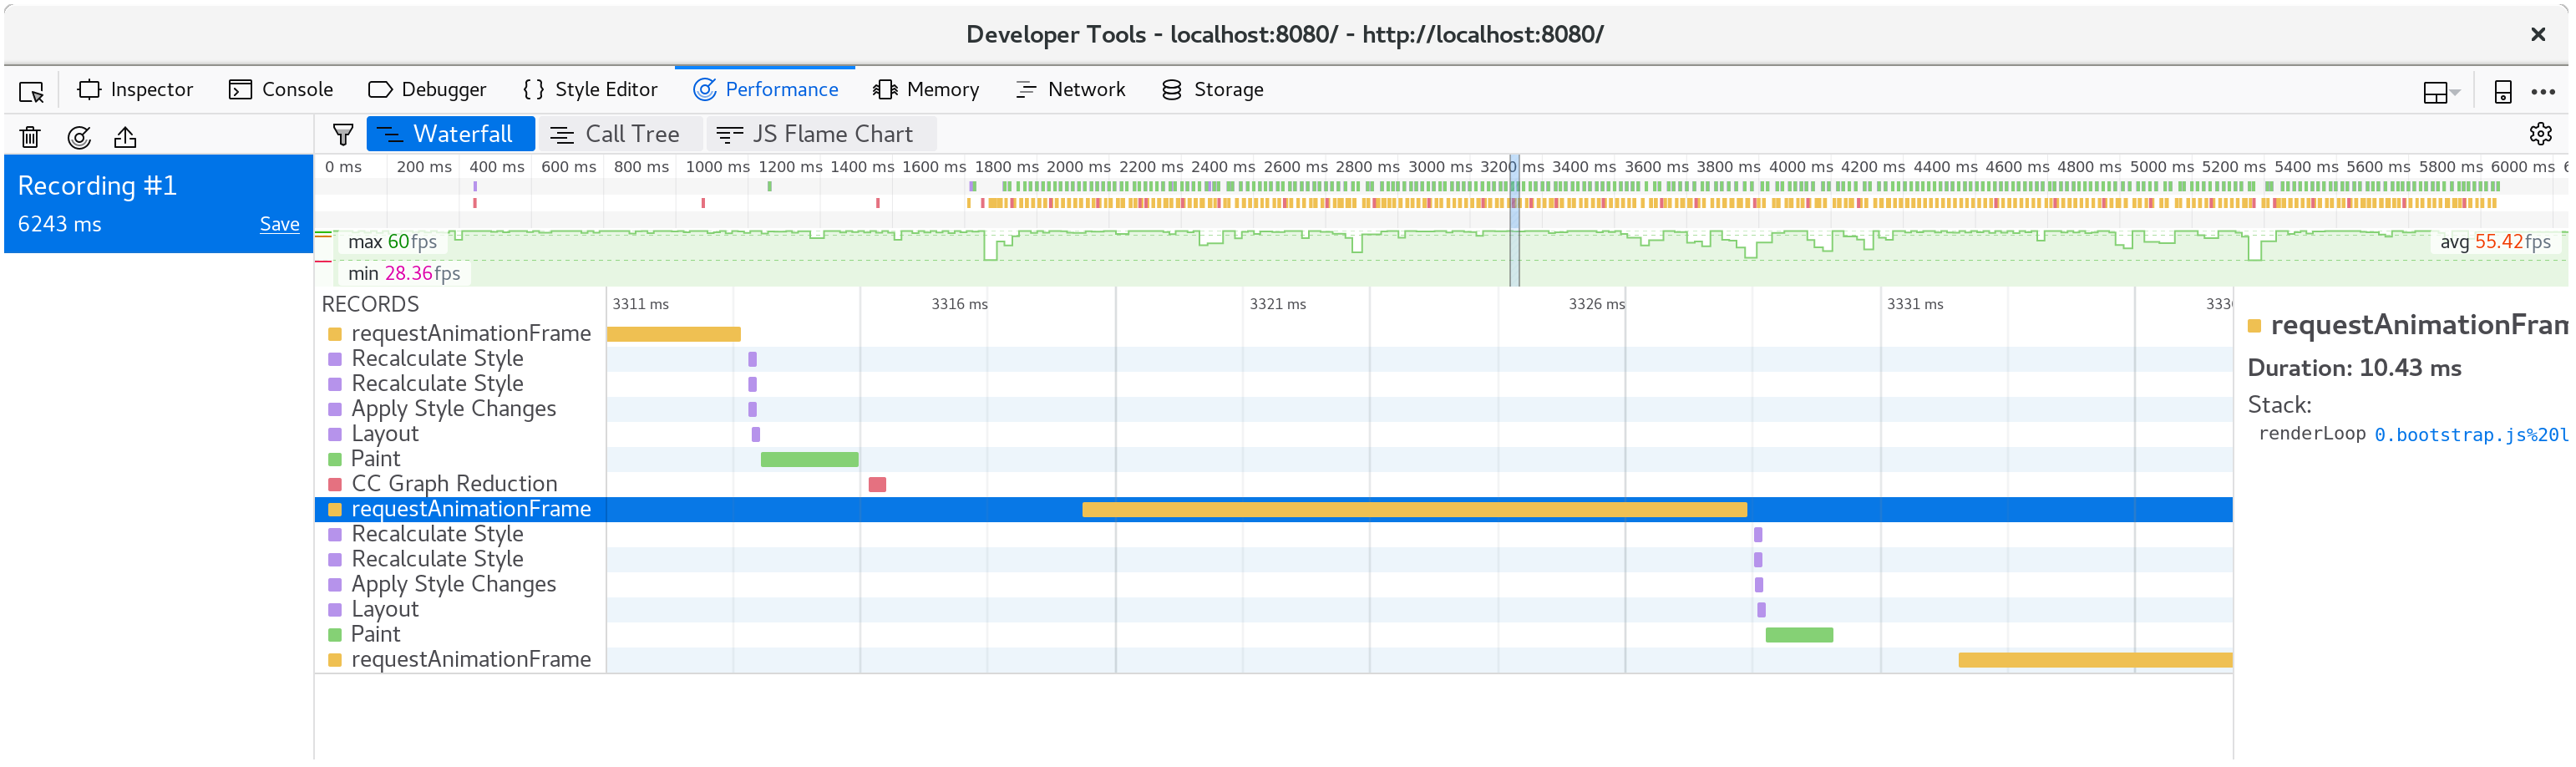 Developer Tools - localhost:8080/ - http://localhost:8080/
Inspector Console Debugger Style Editor Performance Memory Network Storage
Waterfall Call Tree JS Flame Chart
0 ms 200 ms 400 ms 600 ms 800 ms 1000 ms 1200 ms 1400 ms 1600 ms 1800 ms 2000 ms 2200 ms 2400 ms 2600 ms 2800 ms 3000 ms 3200 ms 3400 ms 3600 ms 3800 ms 4000 ms 4200 ms 4400 ms 4600 ms 4800 ms 5000 ms 5200 ms 5400 ms 5600 ms 5800 ms 6000 ms 6
Recording #1
6243 ms Save
max 60fps
avg 55.42fps
min 28.36fps
RECORDS 3311 ms 3316 ms 3321 ms 3326 ms 3331 ms 333
requestAnimationFrame
Recalculate Style
Recalculate Style
Apply Style Changes
Layout
Paint
CC Graph Reduction
requestAnimationFrame
Recalculate Style
Recalculate Style
Apply Style Changes
Layout
Paint
requestAnimationFrame
requestAnimationFram
Duration: 10.43 ms
Stack:
renderLoop 0.bootstrap.js%20l